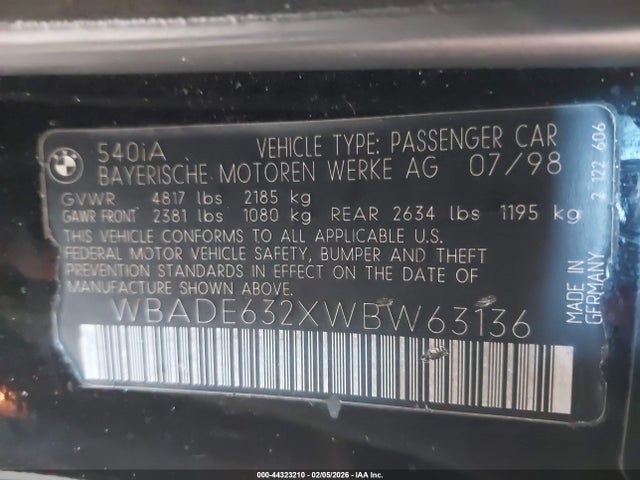 540iA VEHICLE TYPE: PASSENGER CAR
BAYERISCHE MOTOREN WERKE AG 07/98
GVWR 4817 lbs 2185 kg
GAWR FRONT 2381 lbs 1080 kg REAR 2634 lbs 1195 kg
THIS VEHICLE CONFORMS TO ALL APPLICABLE U.S.
FEDERAL MOTOR VEHICLE SAFETY, BUMPER AND THEFT
PREVENTION STANDARDS IN EFFECT ON THE DATE OF
MANUFACTURE SHOWN ABOVE.
WBADE632XWBW63136
MADE IN
GERMANY
2 122 606
000-44323210 - 02/05/2026 - IAA Inc.